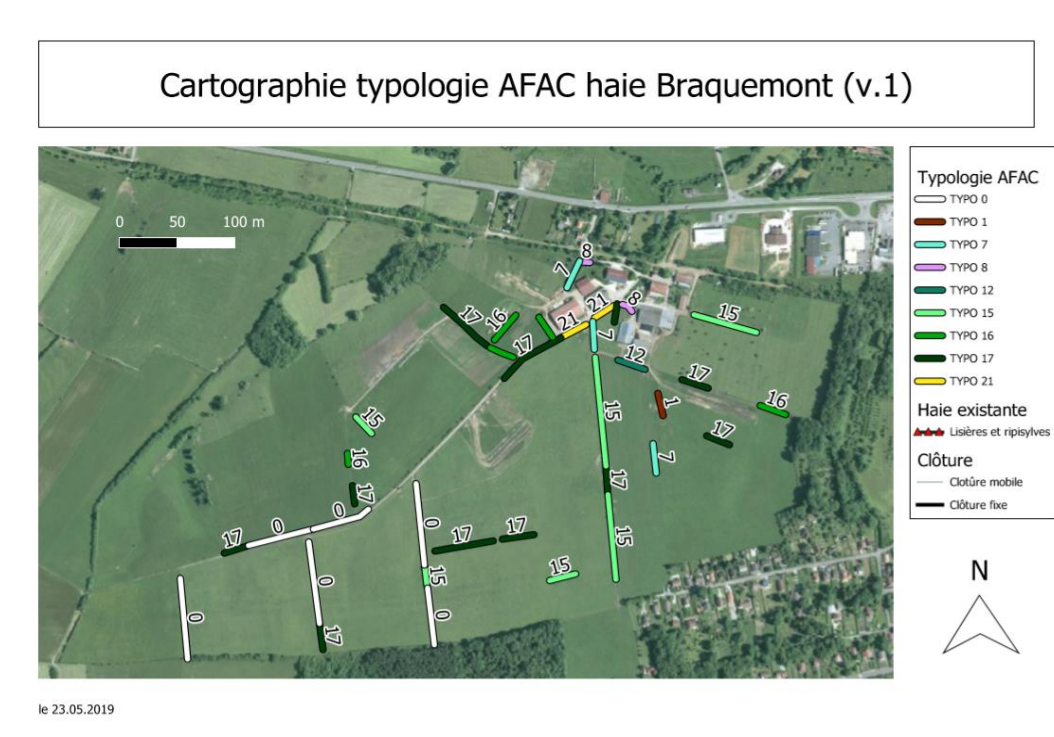 Cartographie typologie AFAC haie Braquemont (v.1)
0 50 100 m
8
7
8
21
17
16
21
15
17
7
12
17
16
1
15
15
17
16
7
17
17
0
0
0
17
17
17
15
15
15
0
0
0
17
Typologie AFAC
TYPO 0
TYPO 1
TYPO 7
TYPO 8
TYPO 12
TYPO 15
TYPO 16
TYPO 17
TYPO 21
Haie existante
Lisières et ripisylves
Clôture
Clotûre mobile
Clôture fixe
N
le 23.05.2019